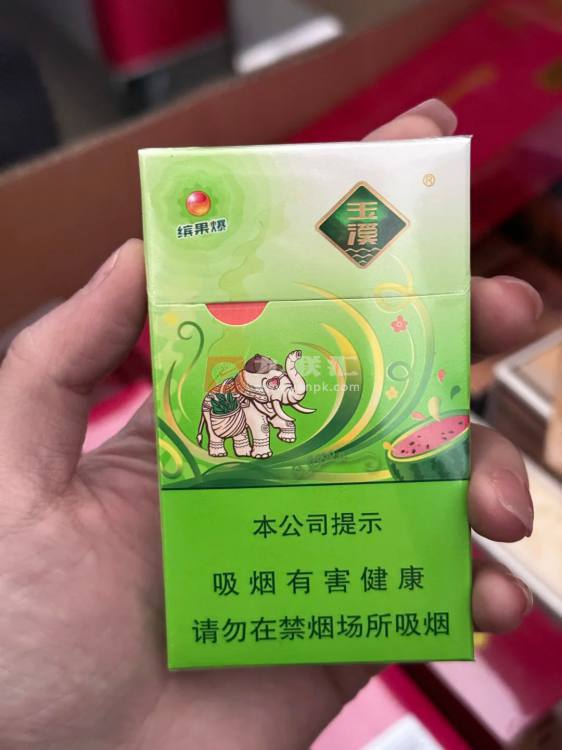 缤果爆
玉溪
®
本公司提示
吸烟有害健康
请勿在禁烟场所吸烟